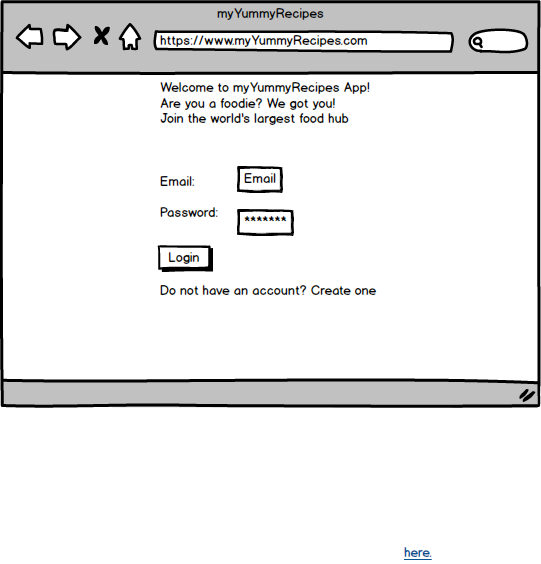 myYummyRecipes
https://www.myYummyRecipes.com
Welcome to myYummyRecipes App!
Are you a foodie? We got you!
Join the world's largest food hub
Email: Email
Password: *******
Login
Do not have an account? Create one
here.